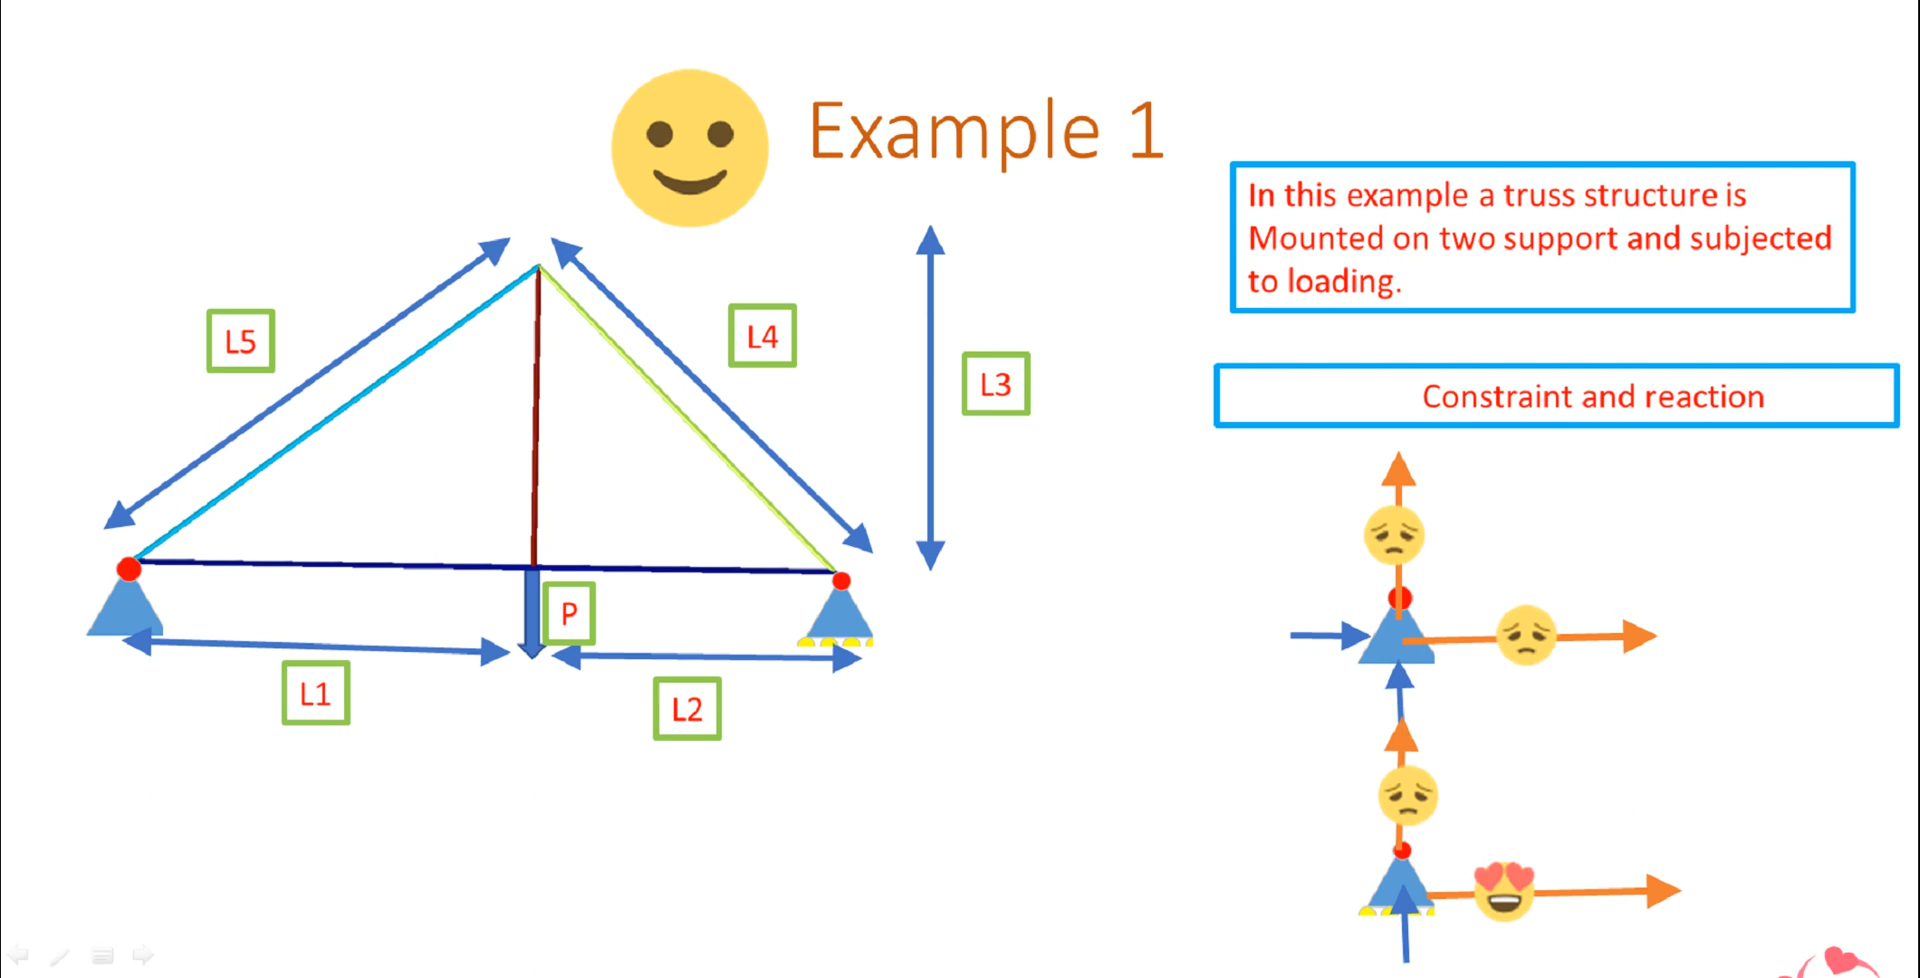 Example 1
In this example a truss structure is
Mounted on two support and subjected
to loading.
L5
L4
L3
Constraint and reaction
P
L1
L2